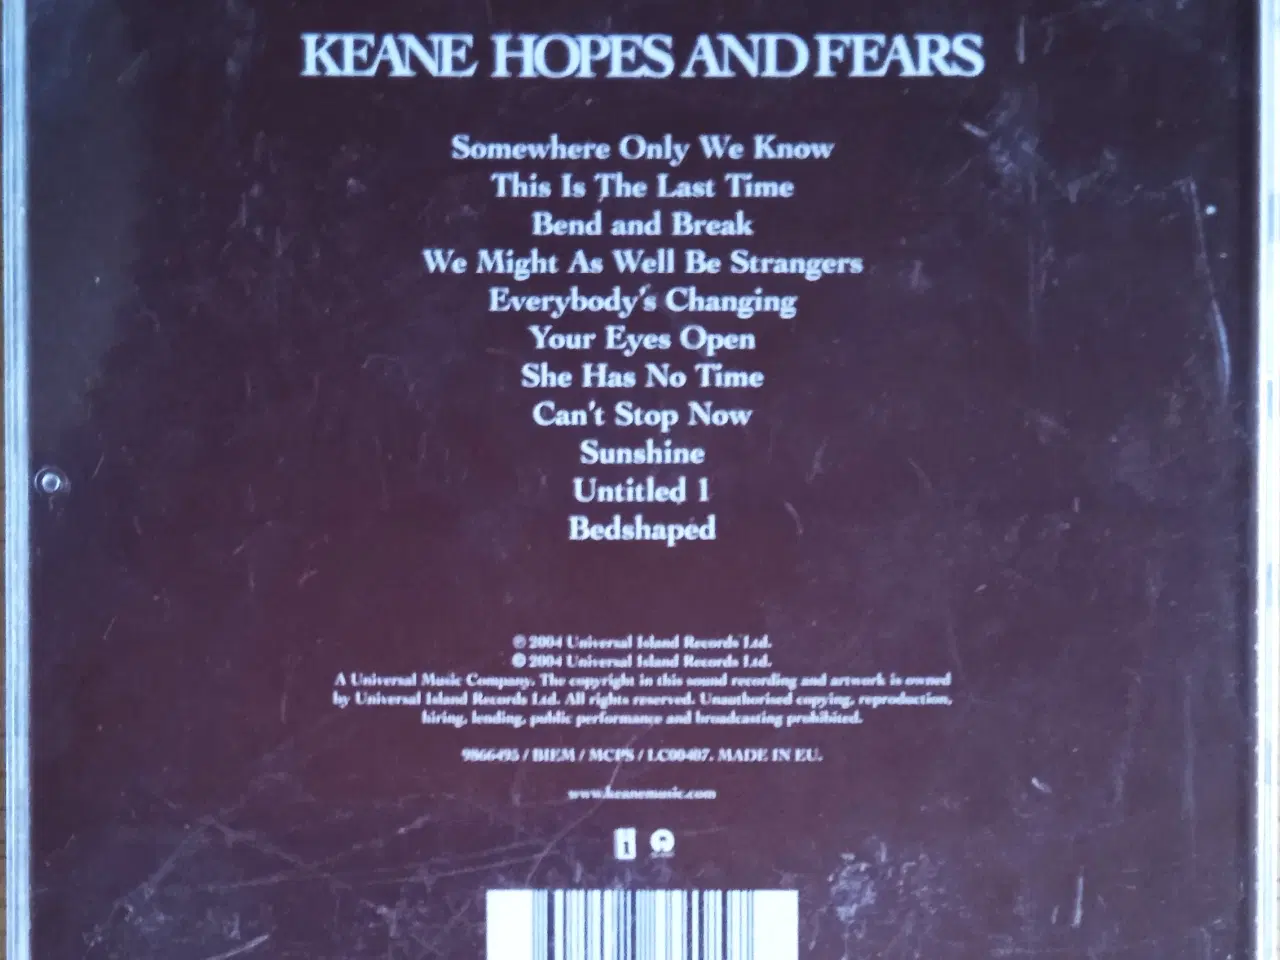 KEANE HOPES AND FEARS
Somewhere Only We Know
This Is The Last Time
Bend and Break
We Might As Well Be Strangers
Everybody's Changing
Your Eyes Open
She Has No Time
Can't Stop Now
Sunshine
Untitled 1
Bedshaped
℗ 2004 Universal Island Records Ltd.
© 2004 Universal Island Records Ltd.
A Universal Music Company. The copyright in this sound recording and artwork is owned
by Universal Island Records Ltd. All rights reserved. Unauthorised copying, reproduction,
hiring, lending, public performance and broadcasting prohibited.
9866495 / BIEM / MCPS / LC00407. MADE IN EU.
www.keanemusic.com